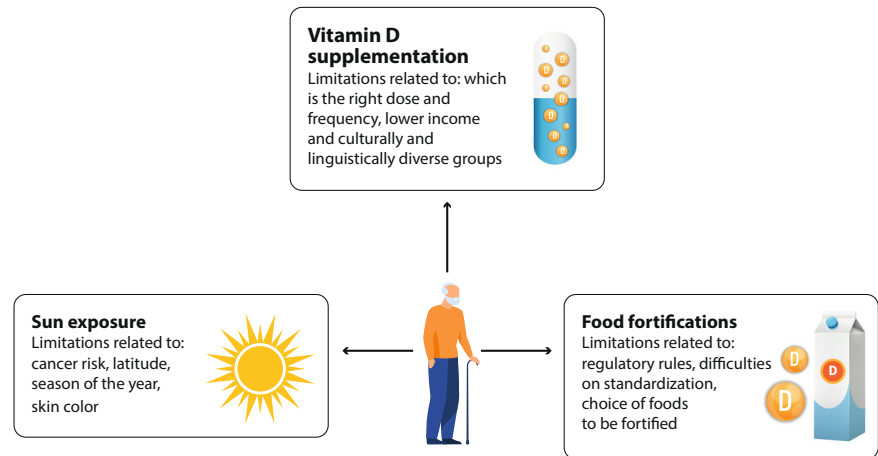 Vitamin D
supplementation
Limitations related to: which
is the right dose and
frequency, lower income
and culturally and
linguistically diverse groups
D
D
D
D
D
D
D
D
D
D
Sun exposure
Limitations related to:
cancer risk, latitude,
season of the year,
skin color
Food fortifications
Limitations related to:
regulatory rules, difficulties
on standardization,
choice of foods
to be fortified
D
D
D